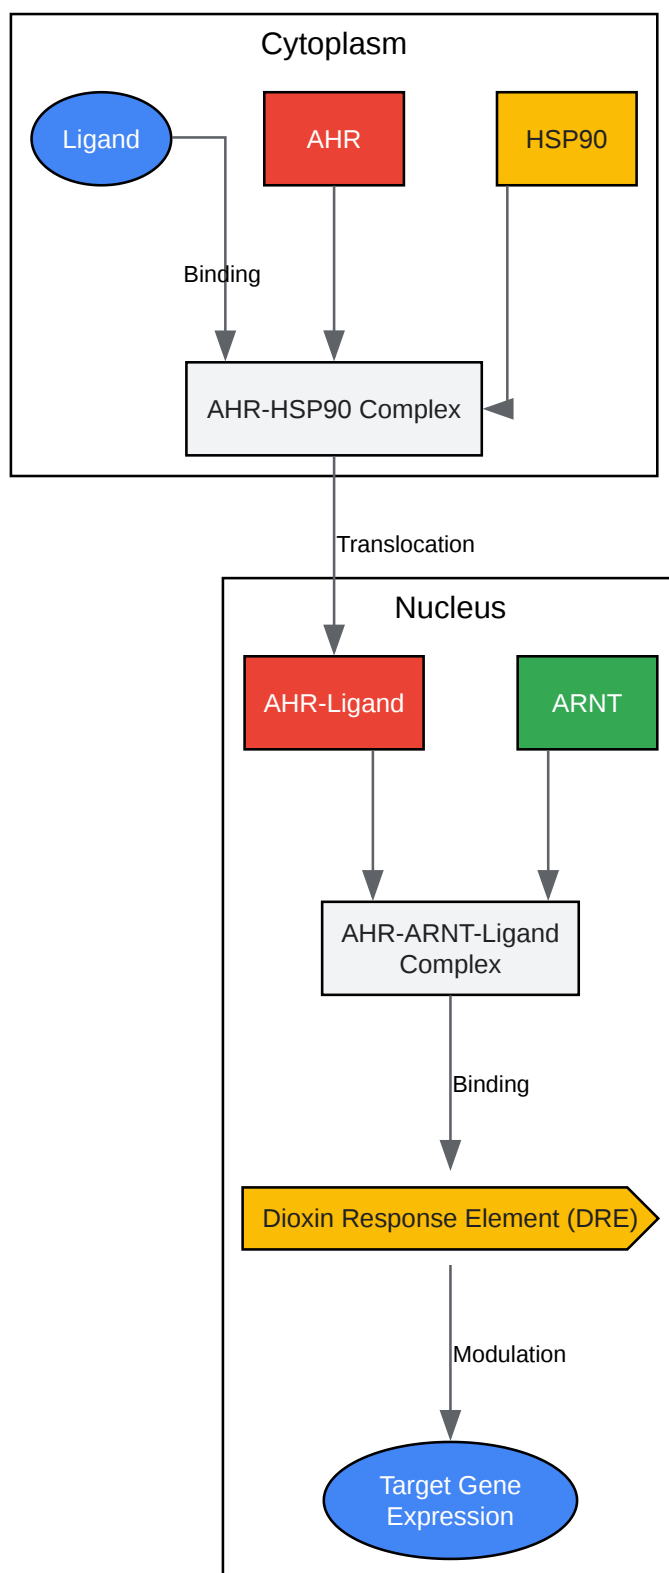 Cytoplasm
Ligand
AHR
HSP90
Binding
AHR-HSP90 Complex
Translocation
Nucleus
AHR-Ligand
ARNT
AHR-ARNT-Ligand
Complex
Binding
Dioxin Response Element (DRE)
Modulation
Target Gene
Expression